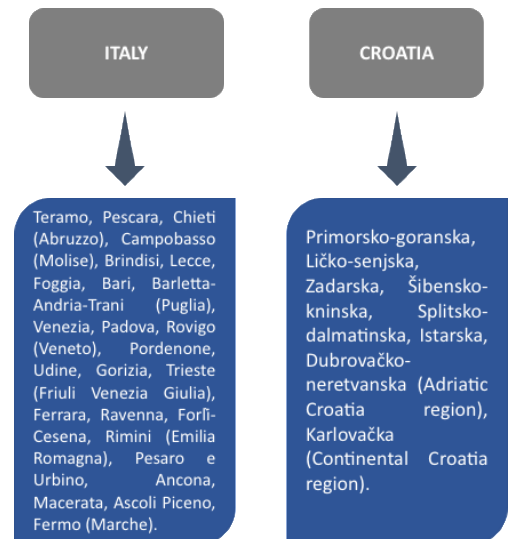 ITALY
Teramo, Pescara, Chieti
(Abruzzo), Campobasso
(Molise), Brindisi, Lecce,
Foggia, Bari, Barletta-
Andria-Trani (Puglia),
Venezia, Padova, Rovigo
(Veneto), Pordenone,
Udine, Gorizia, Trieste
(Friuli Venezia Giulia),
Ferrara, Ravenna, Forlì-
Cesena, Rimini (Emilia
Romagna), Pesaro e
Urbino, Ancona,
Macerata, Ascoli Piceno,
Fermo (Marche).
CROATIA
Primorsko-goranska,
Ličko-senjska,
Zadarska, Šibensko-
kninska, Splitsko-
dalmatinska, Istarska,
Dubrovačko-
neretvanska (Adriatic
Croatia region),
Karlovačka
(Continental Croatia
region).